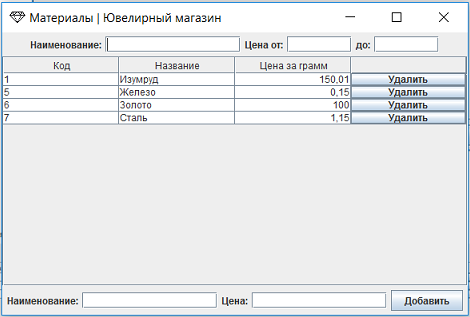 Материалы | Ювелирный магазин
Наименование: Цена от: до:
Код Название Цена за грамм
1 Изумруд 150,01 Удалить
5 Железо 0,15 Удалить
6 Золото 100 Удалить
7 Сталь 1,15 Удалить
Наименование: Цена: Добавить